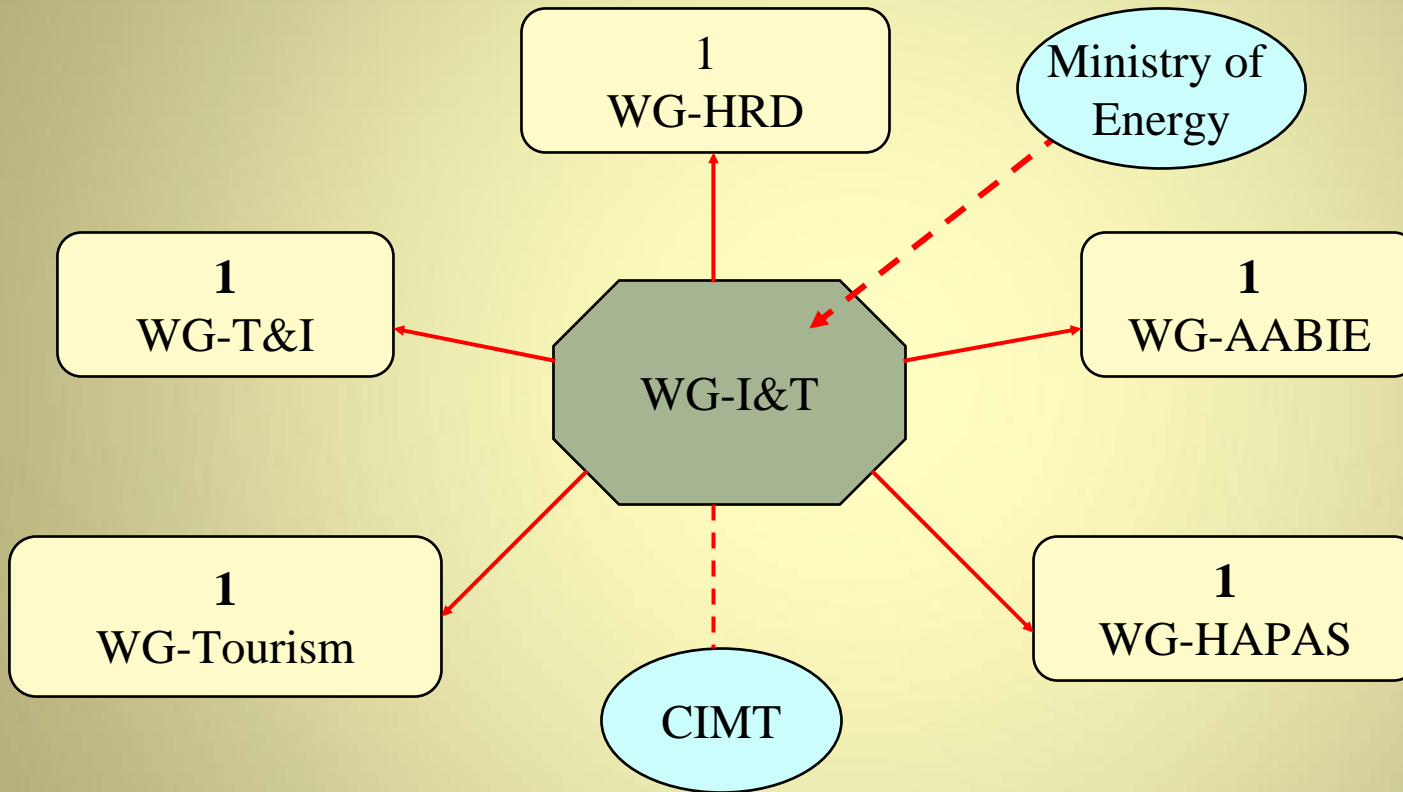 1
WG-HRD
Ministry of
Energy
1
WG-T&I
1
WG-AABIE
WG-I&T
1
WG-Tourism
1
WG-HAPAS
CIMT